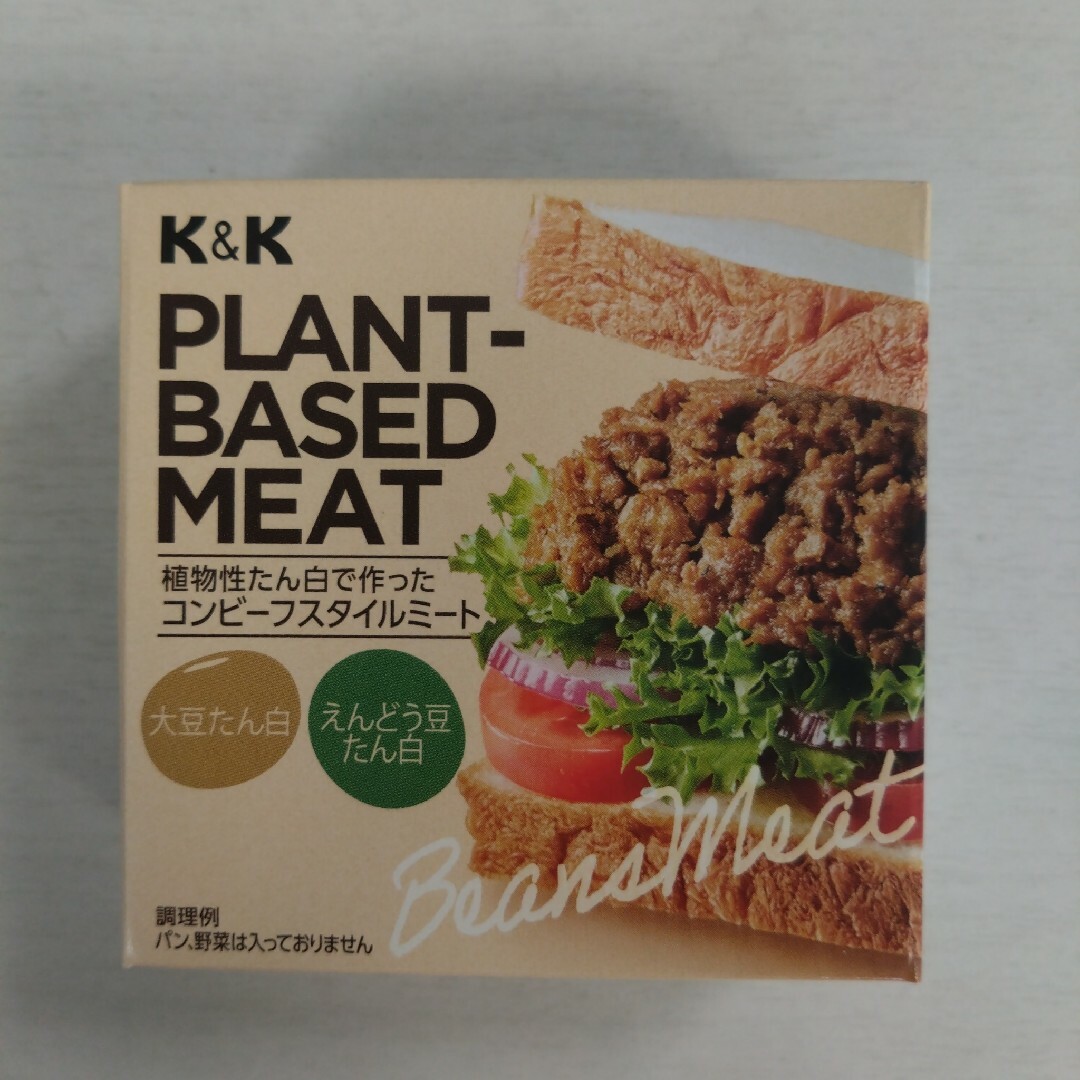 K&K
PLANT-
BASED
MEAT
植物性たん白で作った
コンビーフスタイルミート
大豆たん白
えんどう豆
たん白
BeansMeat
調理例
パン、野菜は入っておりません